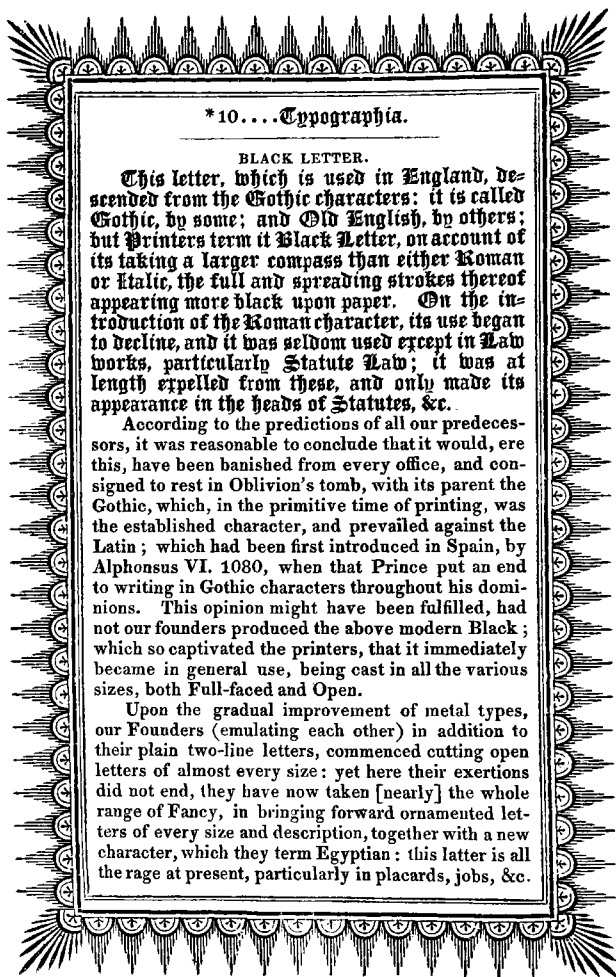 *10....Typographia.
BLACK LETTER.
This letter, which is used in England, de=
scended from the Gothic characters: it is called
Gothic, by some; and Old English, by others;
but Printers term it Black Letter, on account of
its taking a larger compass than either Roman
or Italic, the full and spreading strokes thereof
appearing more black upon paper. On the in=
troduction of the Roman character, its use began
to decline, and it was seldom used except in Law
works, particularly Statute Law; it was at
length expelled from these, and only made its
appearance in the heads of Statutes, &c.
According to the predictions of all our predeces-
sors, it was reasonable to conclude that it would, ere
this, have been banished from every office, and con-
signed to rest in Oblivion's tomb, with its parent the
Gothic, which, in the primitive time of printing, was
the established character, and prevailed against the
Latin; which had been first introduced in Spain, by
Alphonsus VI. 1080, when that Prince put an end
to writing in Gothic characters throughout his domi-
nions. This opinion might have been fulfilled, had
not our founders produced the above modern Black;
which so captivated the printers, that it immediately
became in general use, being cast in all the various
sizes, both Full-faced and Open.
Upon the gradual improvement of metal types,
our Founders (emulating each other) in addition to
their plain two-line letters, commenced cutting open
letters of almost every size: yet here their exertions
did not end, they have now taken [nearly] the whole
range of Fancy, in bringing forward ornamented let-
ters of every size and description, together with a new
character, which they term Egyptian: this latter is all
the rage at present, particularly in placards, jobs, &c.